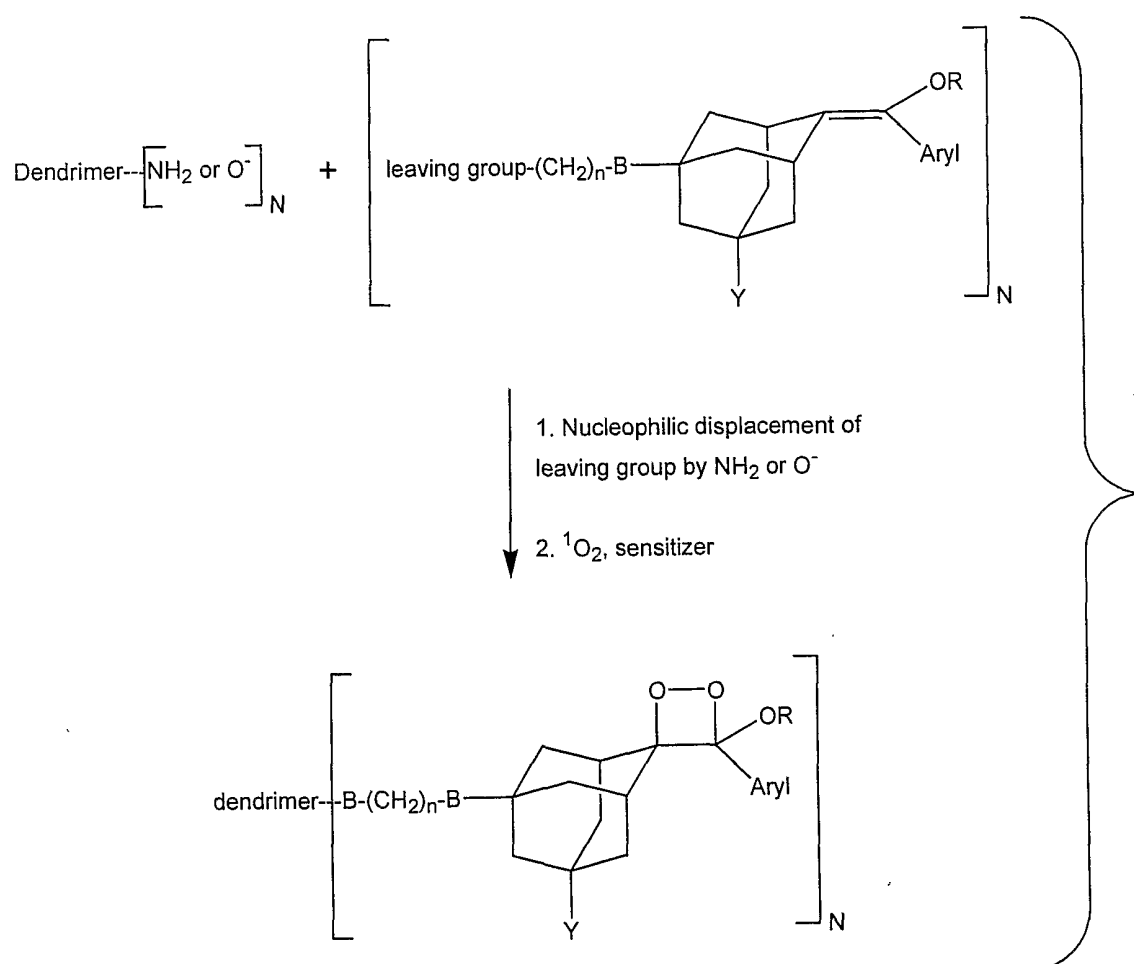 OR
Aryl
Dendrimer---[NH₂ or O⁻]N + [leaving group-(CH₂)ₙ-B
Y
N
1. Nucleophilic displacement of
leaving group by NH₂ or O⁻
2. ¹O₂, sensitizer
O—O
OR
Aryl
dendrimer---B-(CH₂)ₙ-B
Y
N